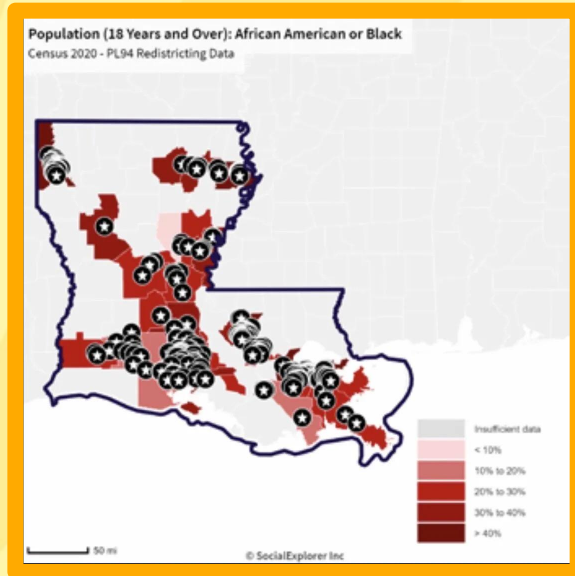 Population (18 Years and Over): African American or Black
Census 2020 - PL94 Redistricting Data
Insufficient data
< 10%
10% to 20%
20% to 30%
30% to 40%
> 40%
50 mi
© SocialExplorer Inc